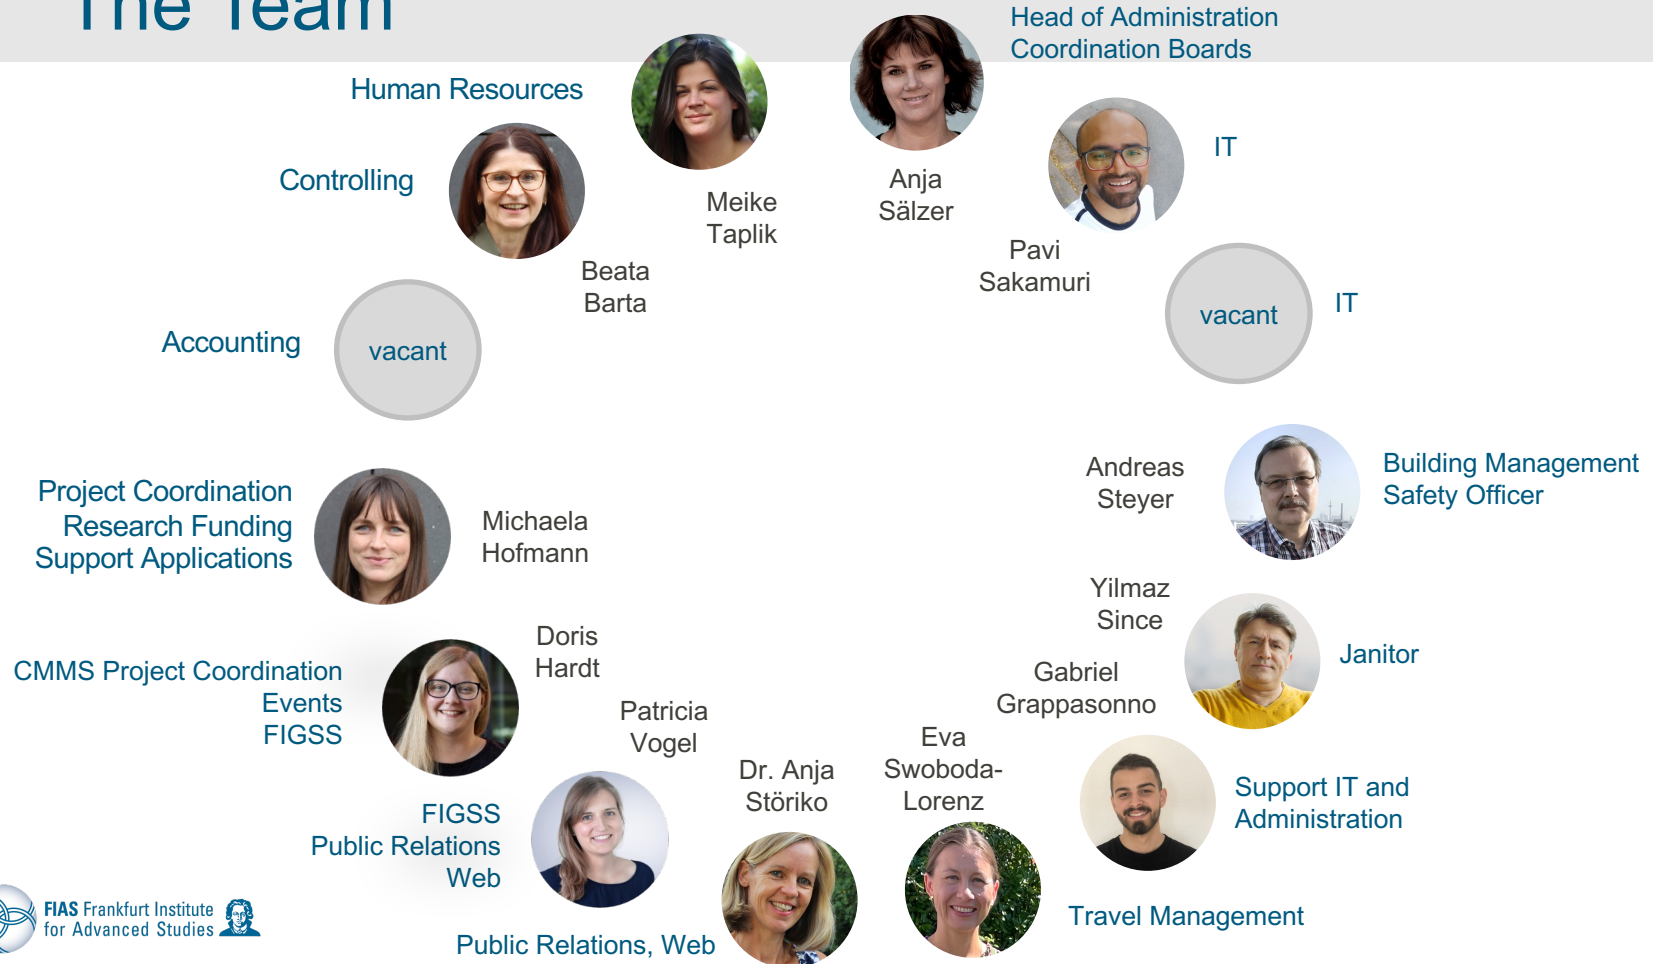 The Team
Head of Administration
Coordination Boards
Human Resources
IT
Controlling
Anja
Sälzer
Meike
Taplik
Pavi
Sakamuri
Beata
Barta
vacant
IT
Accounting
vacant
Andreas
Steyer
Building Management
Safety Officer
Project Coordination
Research Funding
Support Applications
Michaela
Hofmann
Yilmaz
Since
Janitor
Doris
Hardt
CMMS Project Coordination
Events
FIGSS
Gabriel
Grappasonno
Patricia
Vogel
Eva
Swoboda-
Lorenz
Dr. Anja
Störiko
Support IT and
Administration
FIGSS
Public Relations
Web
Travel Management
Public Relations, Web
FIAS Frankfurt Institute
for Advanced Studies